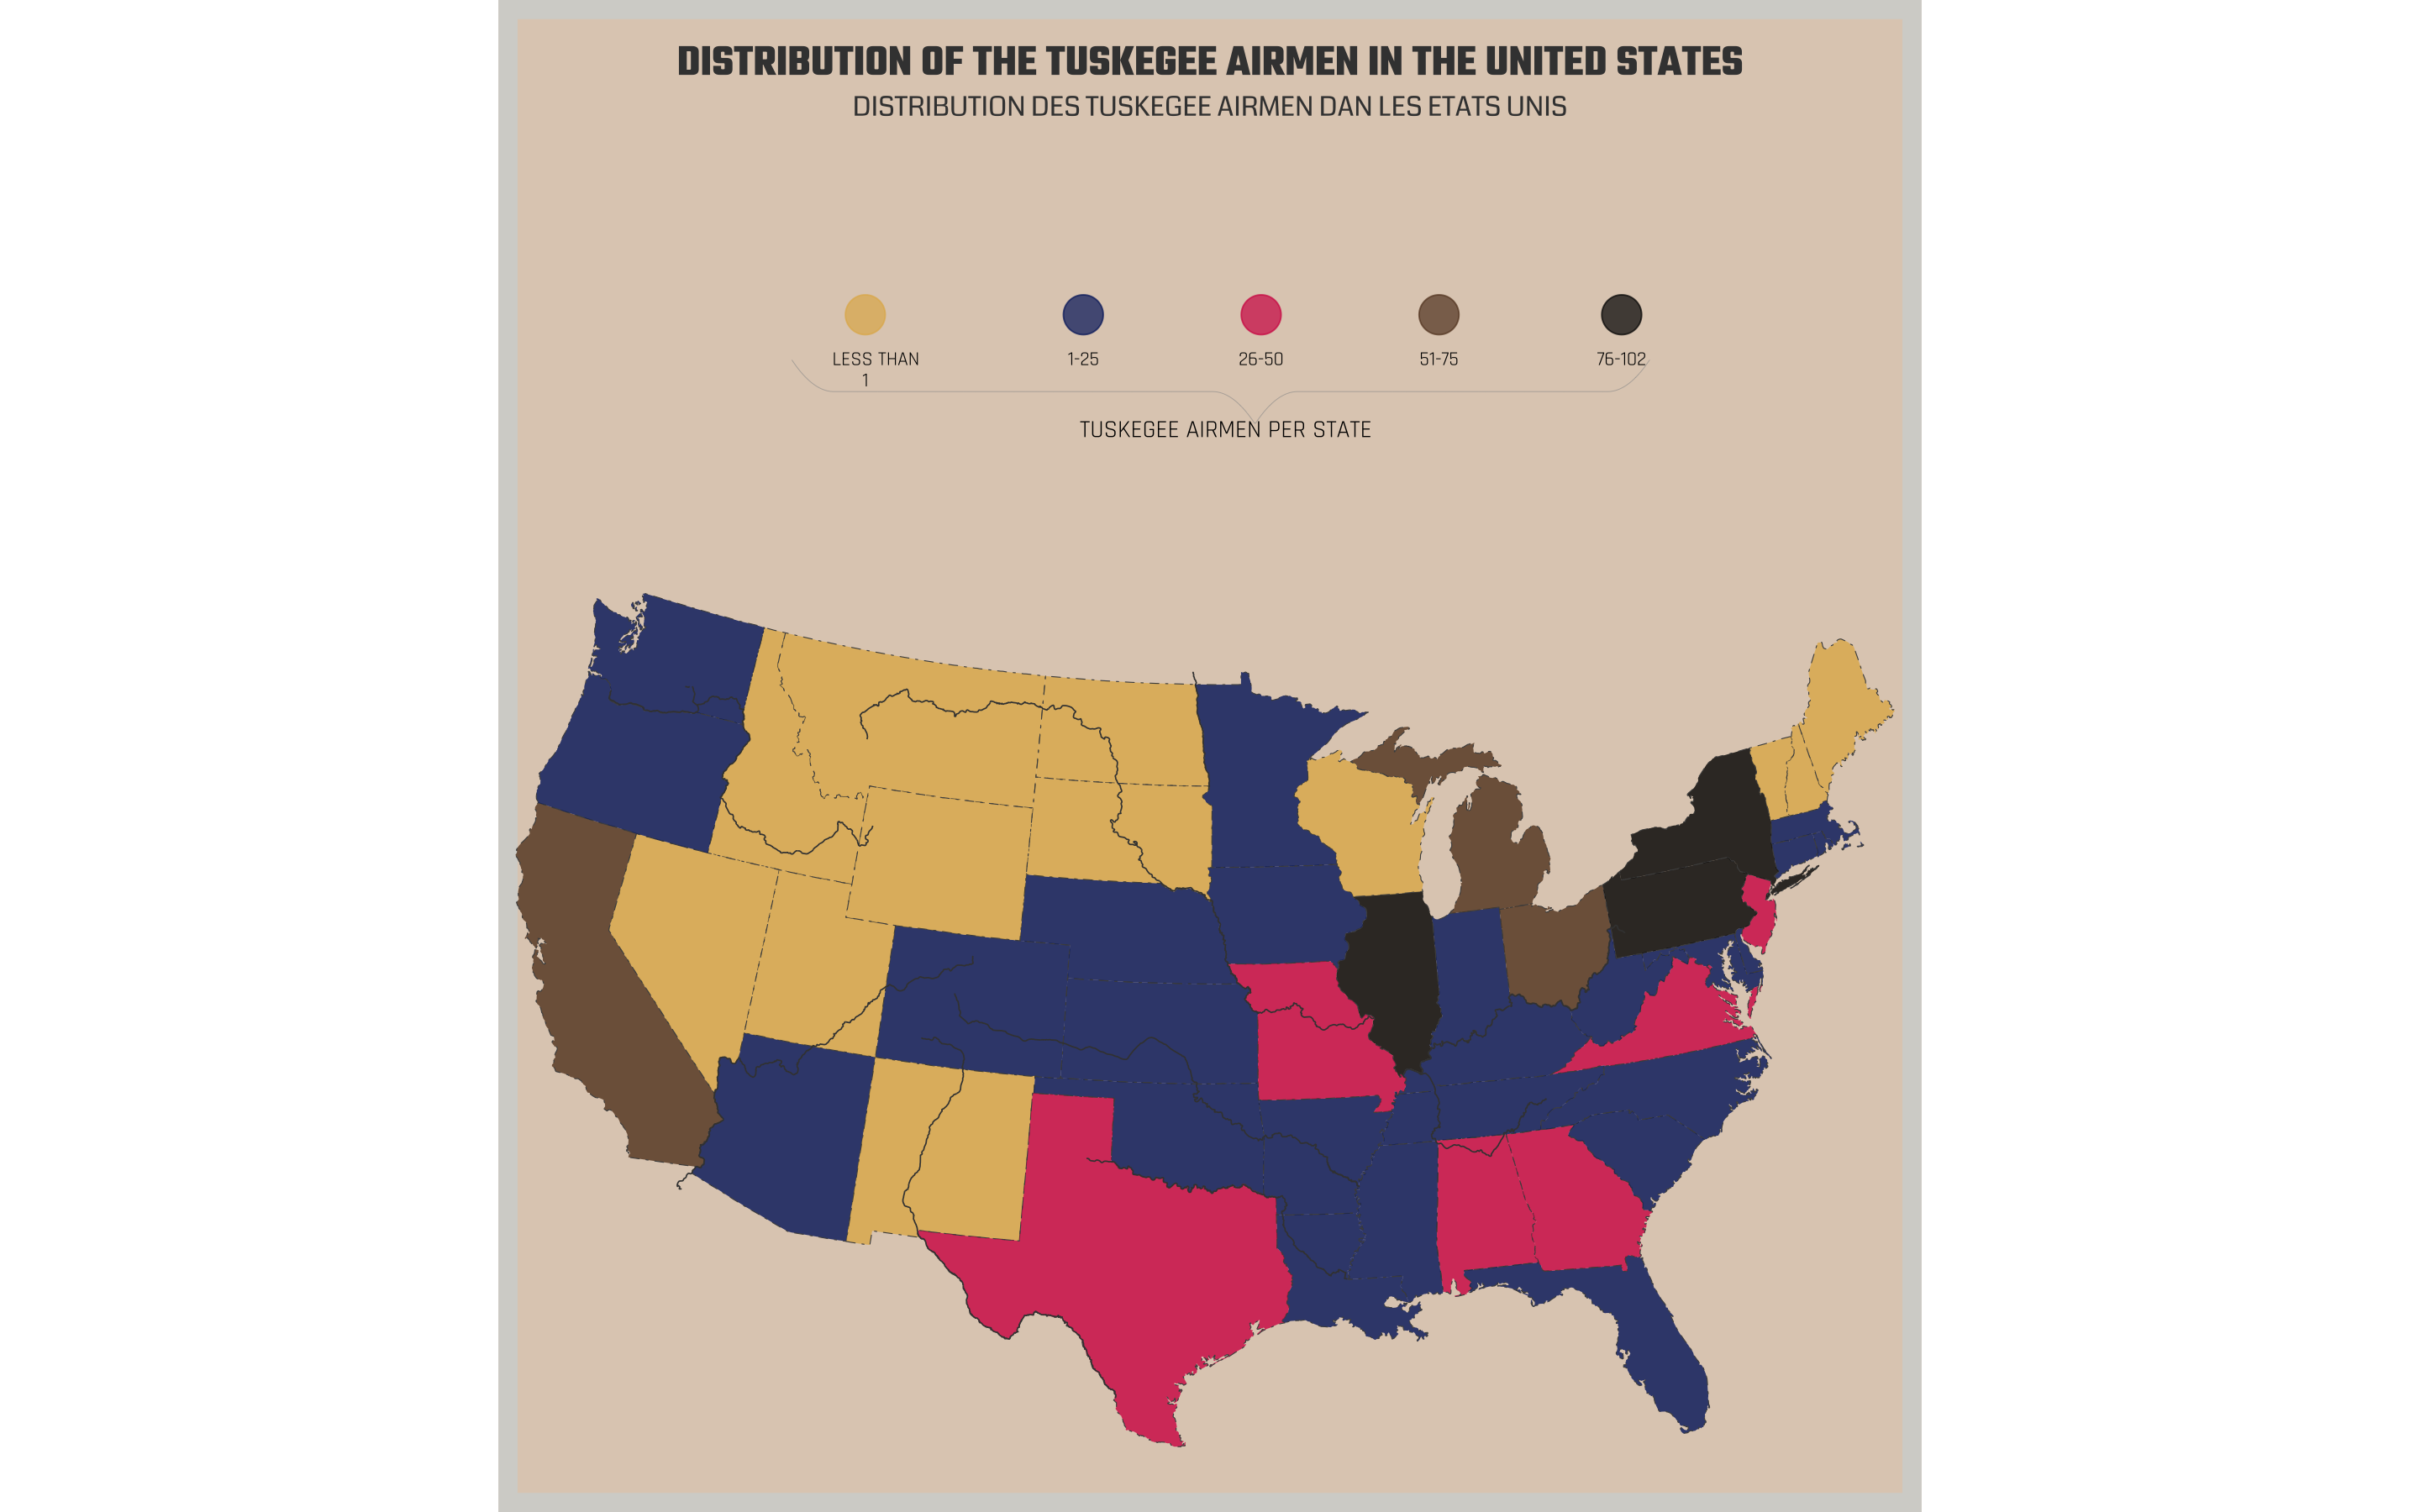 DISTRIBUTION OF THE TUSKEGEE AIRMEN IN THE UNITED STATES
DISTRIBUTION DES TUSKEGEE AIRMEN DAN LES ETATS UNIS
LESS THAN 1
1-25
26-50
51-75
76-102
TUSKEGEE AIRMEN PER STATE